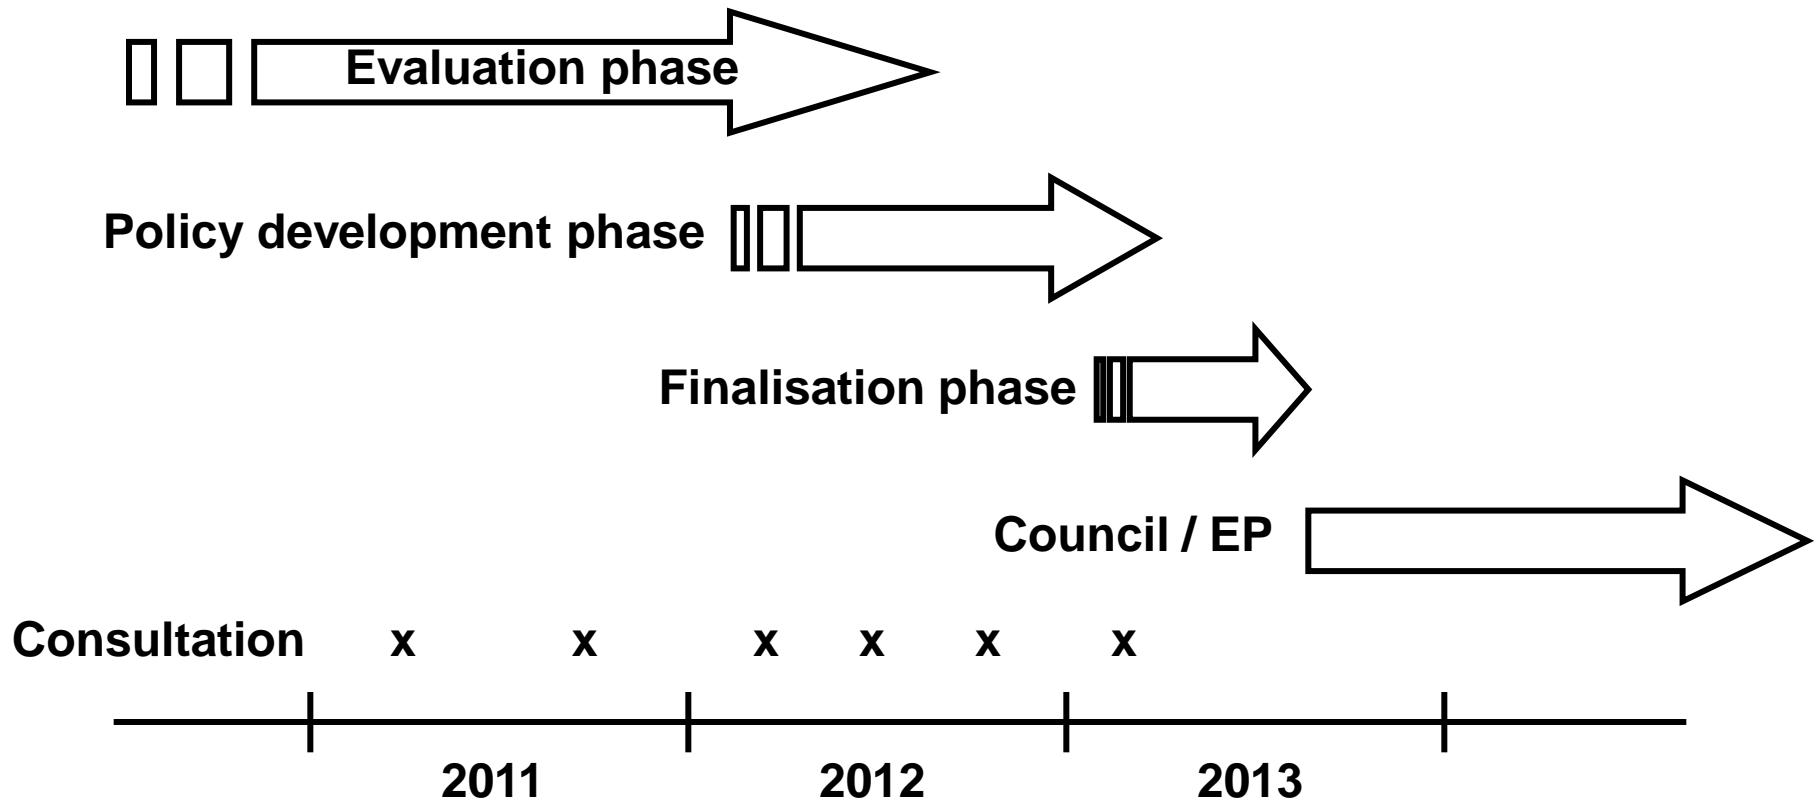 Evaluation phase
Policy development phase
Finalisation phase
Council / EP
Consultation x x x x x x
2011 2012 2013